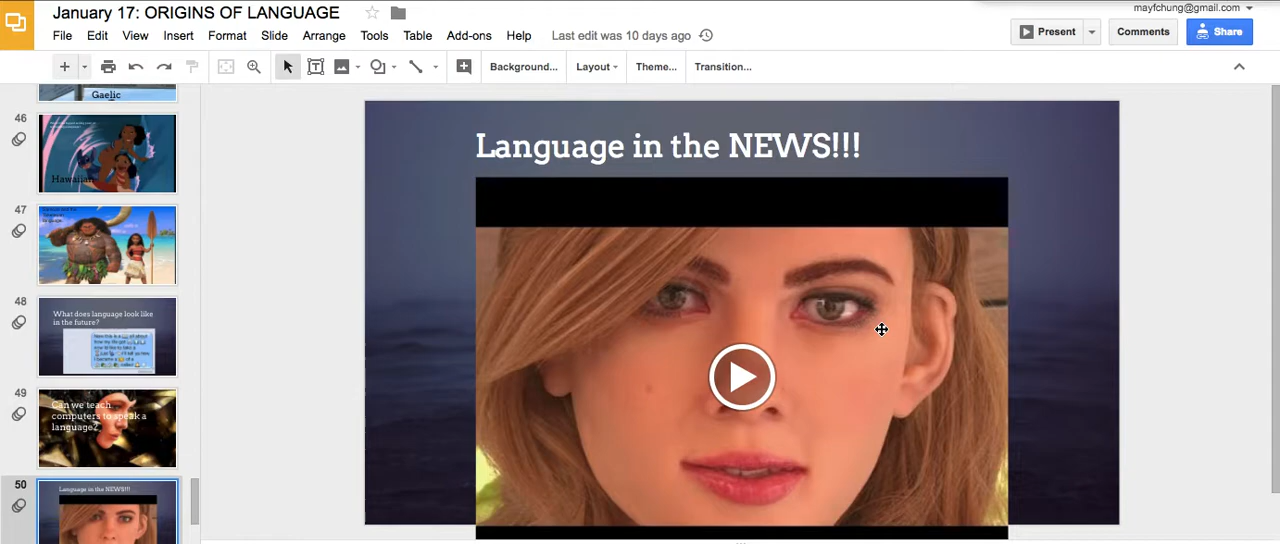 January 17: ORIGINS OF LANGUAGE
mayfchung@gmail.com
File Edit View Insert Format Slide Arrange Tools Table Add-ons Help Last edit was 10 days ago
Present Comments Share
Background... Layout Theme... Transition...
Gaelic
46
Hawaiian
47
48
What does language look like
in the future?
49
Can we teach
computers to speak a
language?
50
Language in the NEWS!!!
Language in the NEWS!!!